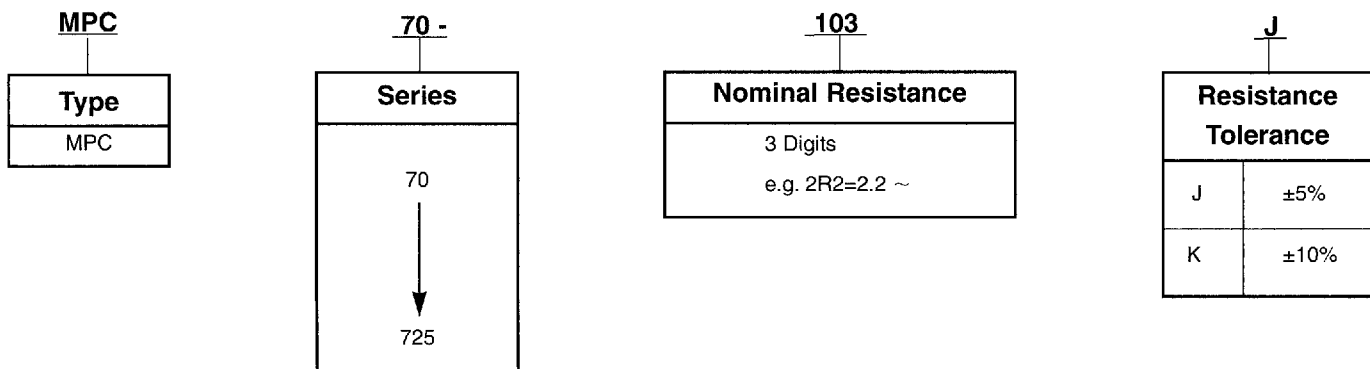 MPC
70 -
103
J
Type
MPC
Series
70
725
Nominal Resistance
3 Digits
e.g. 2R2=2.2 ~
Resistance
Tolerance
J ±5%
K ±10%